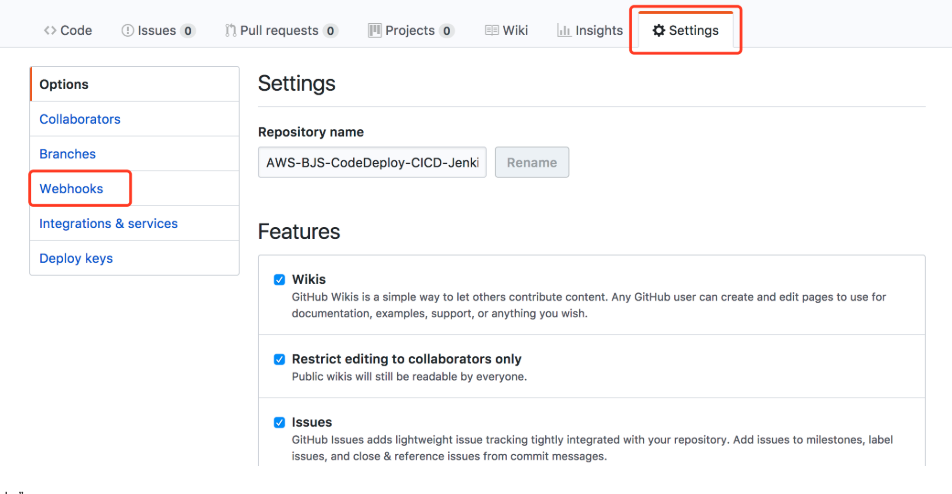 Code Issues 0 Pull requests 0 Projects 0 Wiki Insights Settings
Options
Collaborators
Branches
Webhooks
Integrations & services
Deploy keys
Settings
Repository name
AWS-BJS-CodeDeploy-CICD-Jenki Rename
Features
Wikis
GitHub Wikis is a simple way to let others contribute content. Any GitHub user can create and edit pages to use for
documentation, examples, support, or anything you wish.
Restrict editing to collaborators only
Public wikis will still be readable by everyone.
Issues
GitHub Issues adds lightweight issue tracking tightly integrated with your repository. Add issues to milestones, label
issues, and close & reference issues from commit messages.